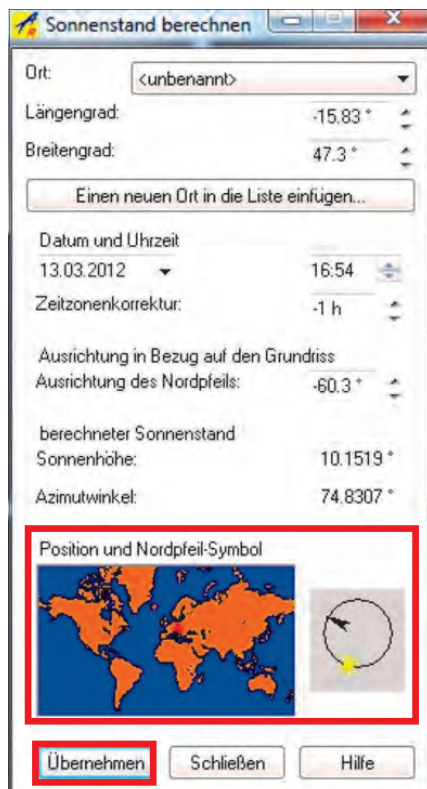 Sonnenstand berechnen
Ort: <unbenannt>
Längengrad: -15.83 °
Breitengrad: 47.3 °
Einen neuen Ort in die Liste einfügen...
Datum und Uhrzeit
13.03.2012 16:54
Zeitzonenkorrektur: -1 h
Ausrichtung in Bezug auf den Grundriss
Ausrichtung des Nordpfeils: -60.3 °
berechneter Sonnenstand
Sonnenhöhe: 10.1519 °
Azimutwinkel: 74.8307 °
Position und Nordpfeil-Symbol
Übernehmen Schließen Hilfe